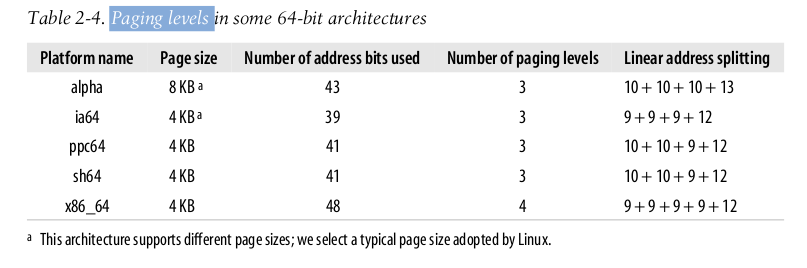 Table 2-4. Paging levels in some 64-bit architectures
Platform name Page size Number of address bits used Number of paging levels Linear address splitting
alpha 8 KB a 43 3 10 + 10 + 10 + 13
ia64 4 KB a 39 3 9 + 9 + 9 + 12
ppc64 4 KB 41 3 10 + 10 + 9 + 12
sh64 4 KB 41 3 10 + 10 + 9 + 12
x86_64 4 KB 48 4 9 + 9 + 9 + 9 + 12
a This architecture supports different page sizes; we select a typical page size adopted by Linux.